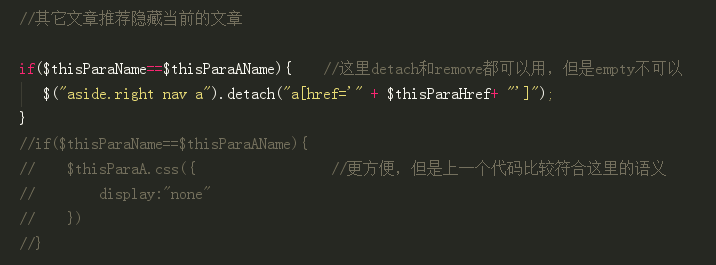 //其它文章推荐隐藏当前的文章
if($thisParaName==$thisParaAName){ //这里detach和remove都可以用，但是empty不可以
$("aside.right nav a").detach("a[href='" + $thisParaHref+ "']");
}
//if($thisParaName==$thisParaAName){
// $thisParaA.css({ //更方便，但是上一个代码比较符合这里的语义
// display:"none"
// })
//}